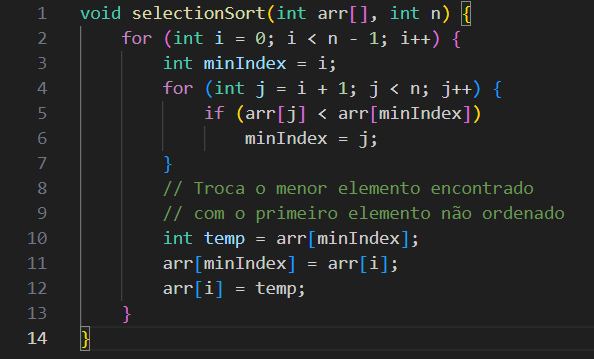 1 void selectionSort(int arr[], int n) {
2     for (int i = 0; i < n - 1; i++) {
3         int minIndex = i;
4         for (int j = i + 1; j < n; j++) {
5             if (arr[j] < arr[minIndex])
6                 minIndex = j;
7         }
8         // Troca o menor elemento encontrado
9         // com o primeiro elemento não ordenado
10         int temp = arr[minIndex];
11         arr[minIndex] = arr[i];
12         arr[i] = temp;
13     }
14 }